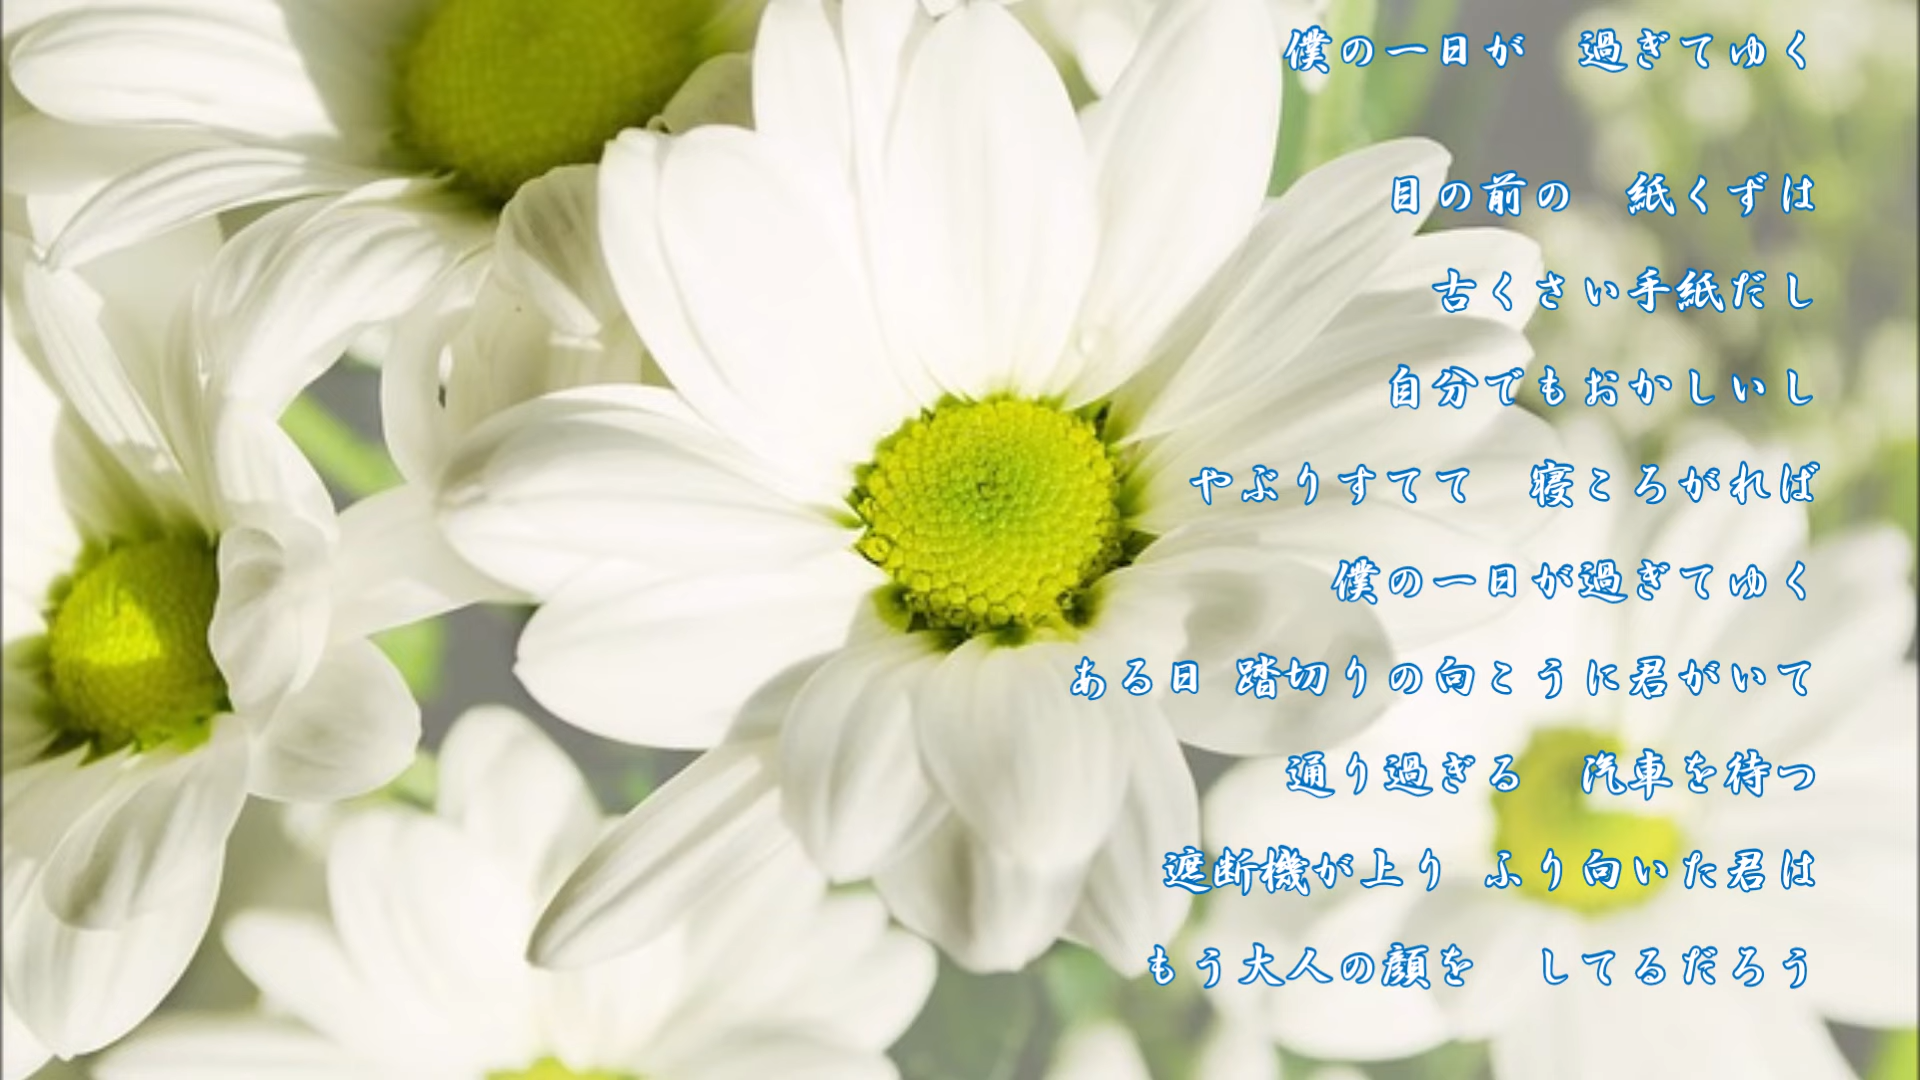 僕の一日が　過ぎてゆく
目の前の　紙くずは
古くさい手紙だし
自分でもおかしいし
やぶりすてて　寝ころがれば
僕の一日が過ぎてゆく
ある日 踏切りの向こうに君がいて
通り過ぎる　汽車を待つ
遮断機が上り ふり向いた君は
もう大人の顔を　してるだろう